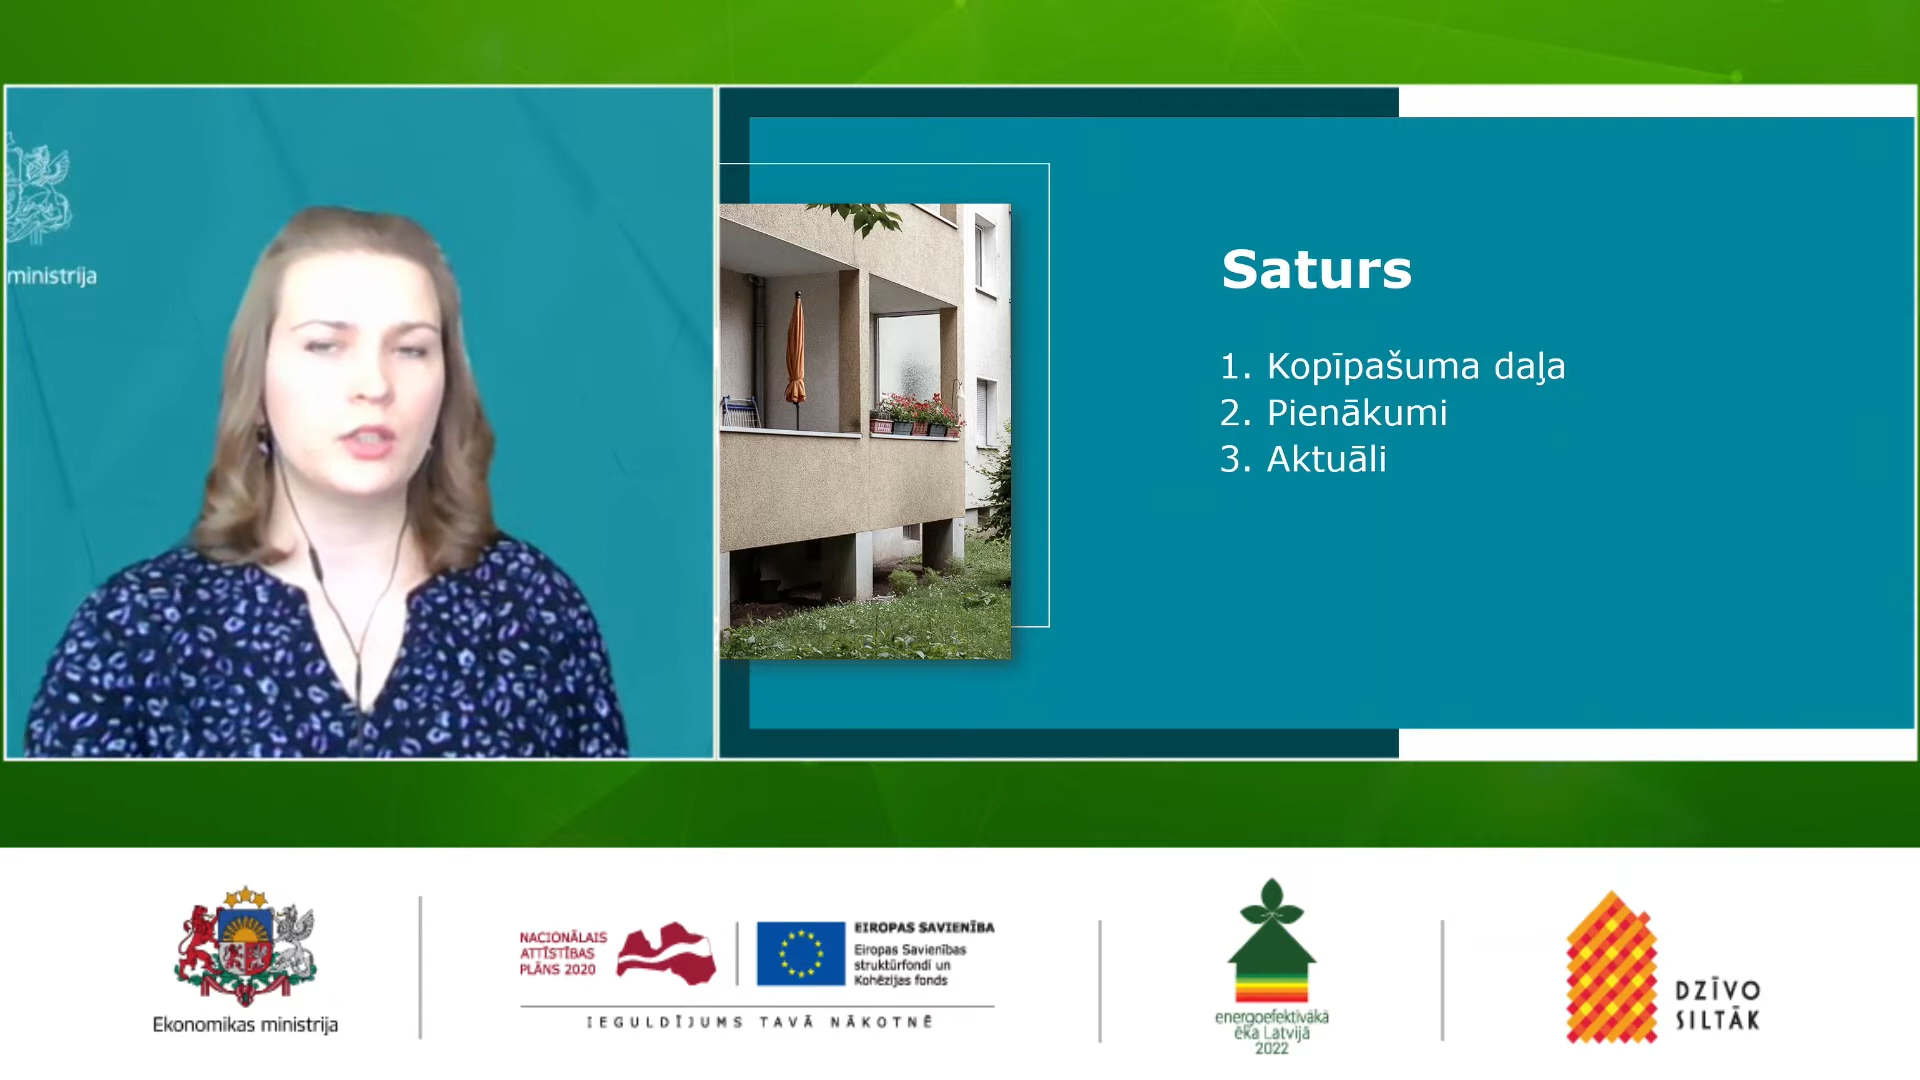 ministrija
Saturs
1. Kopīpašuma daļa
2. Pienākumi
3. Aktuāli
Ekonomikas ministrija
NACIONĀLAIS
ATTĪSTĪBAS
PLĀNS 2020
EIROPAS SAVIENĪBA
Eiropas Savienības
struktūrfondi un
Kohēzijas fonds
IEGULDĪJUMS TAVĀ NĀKOTNĒ
energoefektīvākā
ēka Latvijā
2022
DZĪVO
SILTĀK